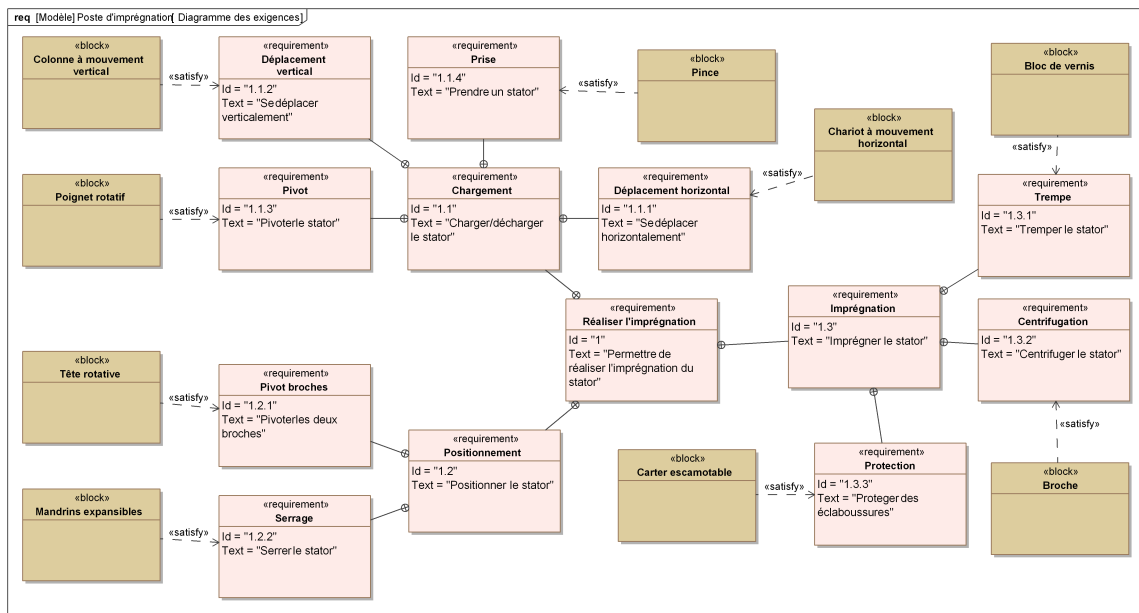 req [Modèle] Poste d'imprégnation[ Diagramme des exigences]
«block»
Colonne à mouvement
vertical
«satisfy»
«requirement»
Déplacement
vertical
Id = "1.1.2"
Text = "Se déplacer
verticalement"
«requirement»
Prise
Id = "1.1.4"
Text = "Prendre un stator"
«block»
Pince
«satisfy»
«block»
Bloc de vernis
«satisfy»
«block»
Chariot à mouvement
horizontal
«satisfy»
«block»
Poignet rotatif
«satisfy»
«requirement»
Pivot
Id = "1.1.3"
Text = "Pivoter le stator"
«requirement»
Chargement
Id = "1.1"
Text = "Charger/décharger
le stator"
«requirement»
Déplacement horizontal
Id = "1.1.1"
Text = "Se déplacer
horizontalement"
«requirement»
Trempe
Id = "1.3.1"
Text = "Tremper le stator"
«requirement»
Réaliser l'imprégnation
Id = "1"
Text = "Permettre de
réaliser l'imprégnation du
stator"
«requirement»
Imprégnation
Id = "1.3"
Text = "Imprégner le stator"
«requirement»
Centrifugation
Id = "1.3.2"
Text = "Centrifuger le stator"
«satisfy»
«block»
Tête rotative
«satisfy»
«requirement»
Pivot broches
Id = "1.2.1"
Text = "Pivoter les deux
broches"
«requirement»
Positionnement
Id = "1.2"
Text = "Positionner le stator"
«block»
Carter escamotable
«satisfy»
«requirement»
Protection
Id = "1.3.3"
Text = "Proteger des
éclaboussures"
«block»
Broche
«block»
Mandrins expansibles
«satisfy»
«requirement»
Serrage
Id = "1.2.2"
Text = "Serrer le stator"